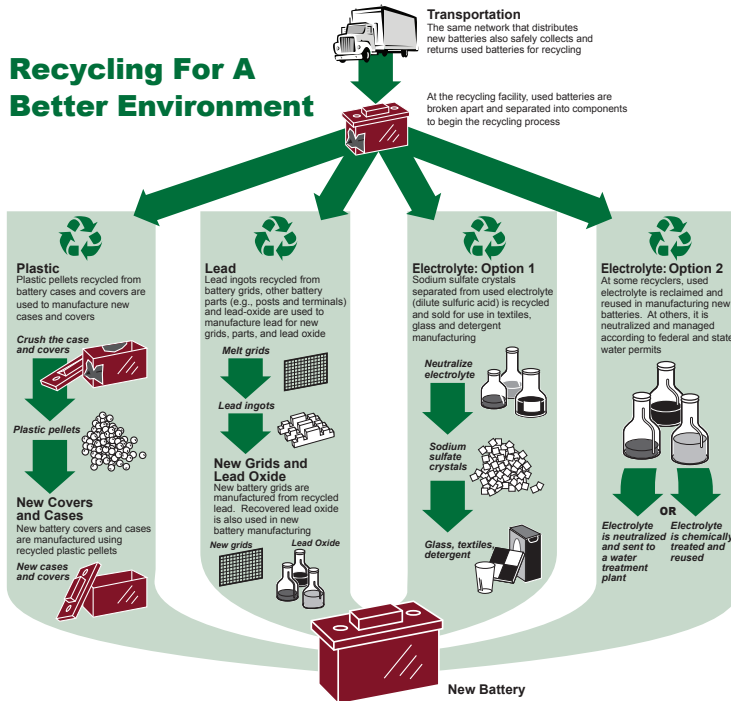 Transportation
The same network that distributes
new batteries also safely collects and
returns used batteries for recycling
Recycling For A
Better Environment
At the recycling facility, used batteries are
broken apart and separated into components
to begin the recycling process
Plastic
Plastic pellets recycled from
battery cases and covers are
used to manufacture new
cases and covers
Crush the case
and covers
Plastic pellets
New Covers
and Cases
New battery covers and cases
are manufactured using
recycled plastic pellets
New cases
and covers
Lead
Lead ingots recycled from
battery grids, other battery
parts (e.g., posts and terminals)
and lead-oxide are used to
manufacture lead for new
grids, parts, and lead oxide
Melt grids
Lead ingots
New Grids and
Lead Oxide
New battery grids are
manufactured from recycled
lead.  Recovered lead oxide
is also used in new
battery manufacturing
New grids
Lead Oxide
Electrolyte: Option 1
Sodium sulfate crystals
separated from used electrolyte
(dilute sulfuric acid) is recycled
and sold for use in textiles,
glass and detergent
manufacturing
Neutralize
electrolyte
Sodium
sulfate
crystals
Glass, textiles,
detergent
Electrolyte: Option 2
At some recyclers, used
electrolyte is reclaimed and
reused in manufacturing new
batteries.  At others, it is
neutralized and managed
according to federal and state
water permits
OR
Electrolyte
is neutralized
and sent to
a water
treatment
plant
Electrolyte
is chemically
treated and
reused
New Battery